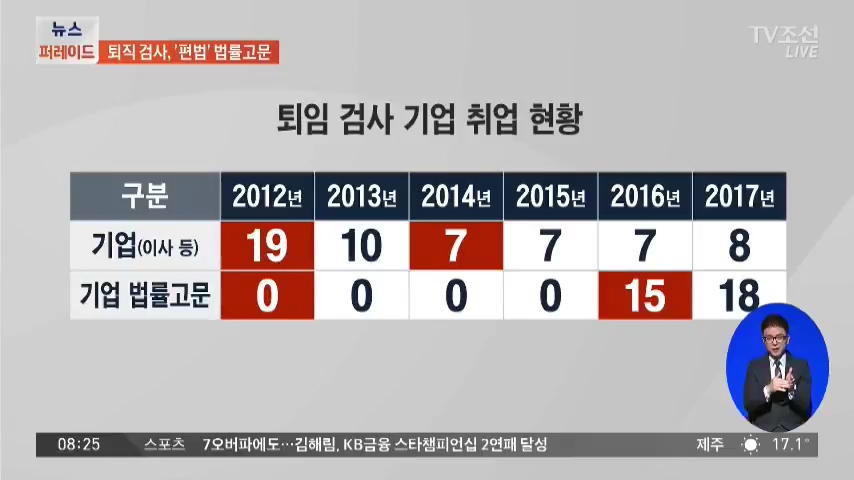 뉴스
퍼레이드
퇴직 검사, '편법' 법률고문
TV조선
LIVE
퇴임 검사 기업 취업 현황
구분 2012년 2013년 2014년 2015년 2016년 2017년
기업(이사 등) 19 10 7 7 7 8
기업 법률고문 0 0 0 0 15 18
08:25 스포츠 7오버파에도…김해림, KB금융 스타챔피언십 2연패 달성 제주 17.1°